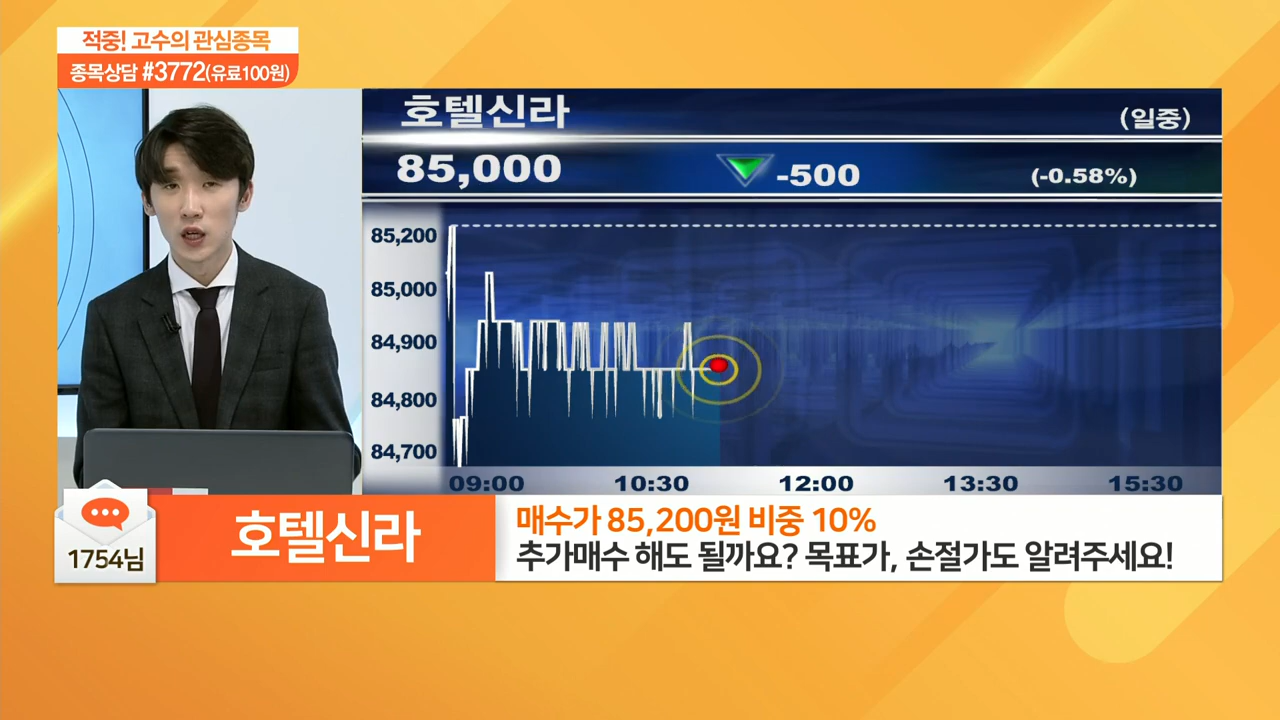 적중! 고수의 관심종목
종목상담 #3772(유료100원)
호텔신라
(일중)
85,000
-500
(-0.58%)
85,200
85,000
84,900
84,800
84,700
09:00
10:30
12:00
13:30
15:30
1754님
호텔신라
매수가 85,200원 비중 10%
추가매수 해도 될까요? 목표가, 손절가도 알려주세요!